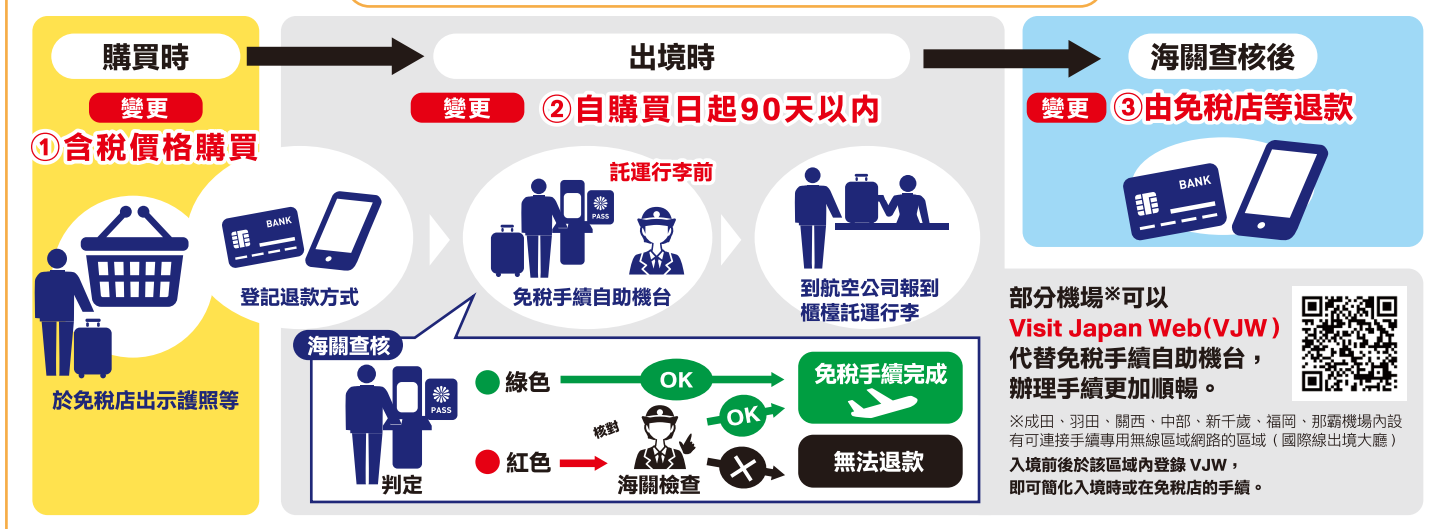 購買時
變更
①含稅價格購買
於免稅店出示護照等
BANK
登記退款方式
出境時
變更
②自購買日起90天以內
託運行李前
PASS
免稅手續自助機台
到航空公司報到
櫃檯託運行李
海關查核
PASS
判定
綠色
OK
免稅手續完成
紅色
核對
海關檢查
OK
無法退款
海關查核後
變更
③由免稅店等退款
BANK
部分機場※可以
Visit Japan Web(VJW)
代替免稅手續自助機台，
辦理手續更加順暢。
※成田、羽田、關西、中部、新千歲、福岡、那霸機場內設
有可連接手續專用無線區域網路的區域（國際線出境大廳）
入境前後於該區域內登錄 VJW，
即可簡化入境時或在免稅店的手續。